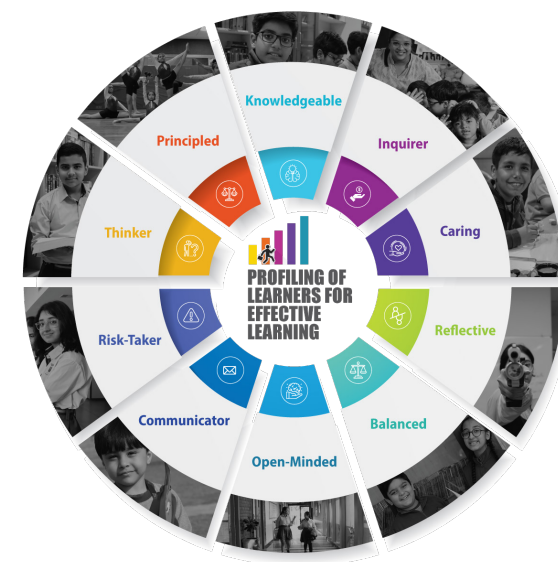 Knowledgeable
Principled
Inquirer
Thinker
Caring
PROFILING OF
LEARNERS FOR
EFFECTIVE
LEARNING
Risk-Taker
Reflective
Communicator
Balanced
Open-Minded